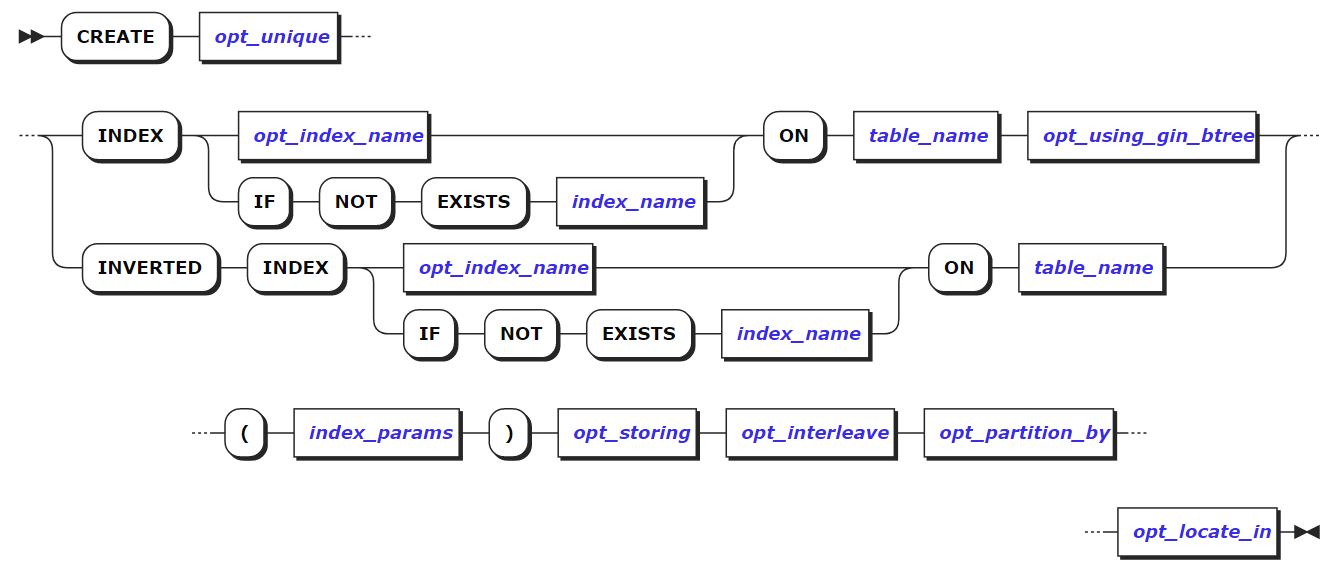 CREATE opt_unique
INDEX opt_index_name ON table_name opt_using_gin_btree
IF NOT EXISTS index_name
INVERTED INDEX opt_index_name ON table_name
IF NOT EXISTS index_name
( index_params ) opt_storing opt_interleave opt_partition_by
opt_locate_in